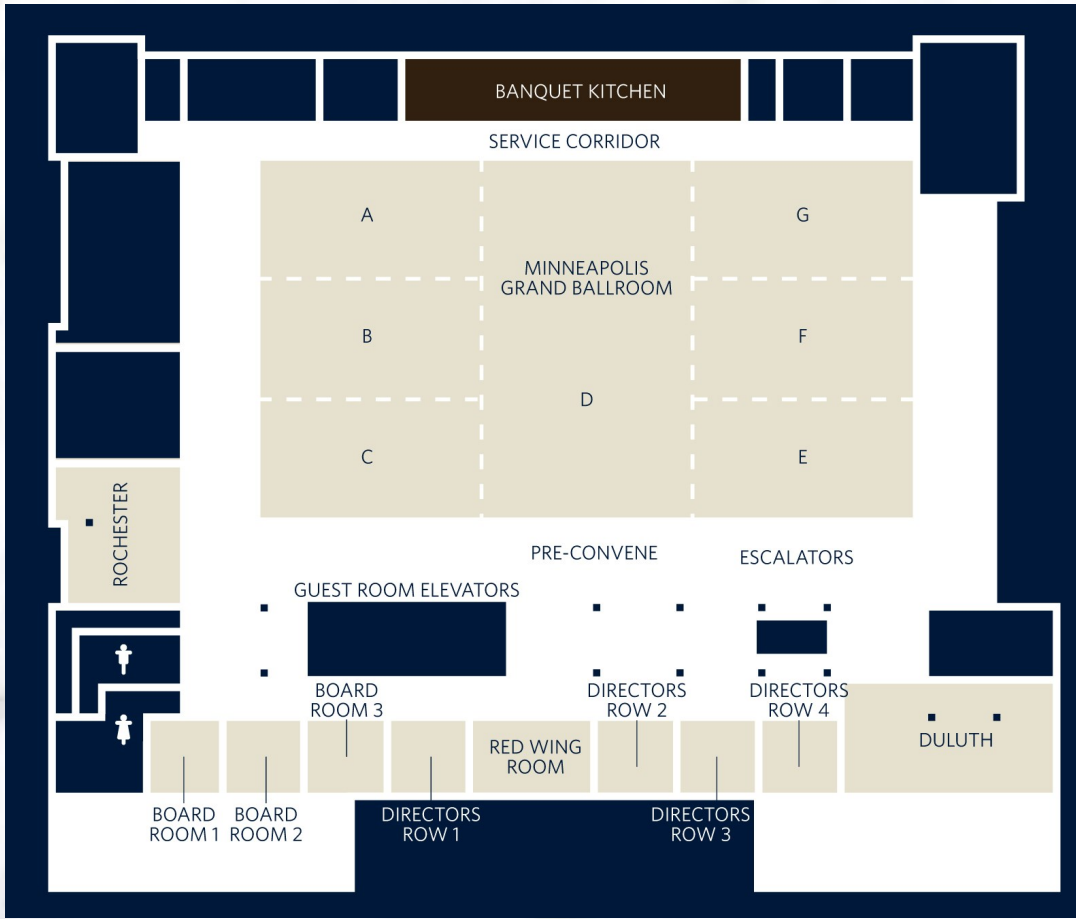 BANQUET KITCHEN
SERVICE CORRIDOR
A
G
MINNEAPOLIS
GRAND BALLROOM
B
F
D
C
E
ROCHESTER
PRE-CONVENE
ESCALATORS
GUEST ROOM ELEVATORS
BOARD
ROOM 3
DIRECTORS
ROW 2
DIRECTORS
ROW 4
RED WING
ROOM
DULUTH
BOARD
ROOM 1
BOARD
ROOM 2
DIRECTORS
ROW 1
DIRECTORS
ROW 3